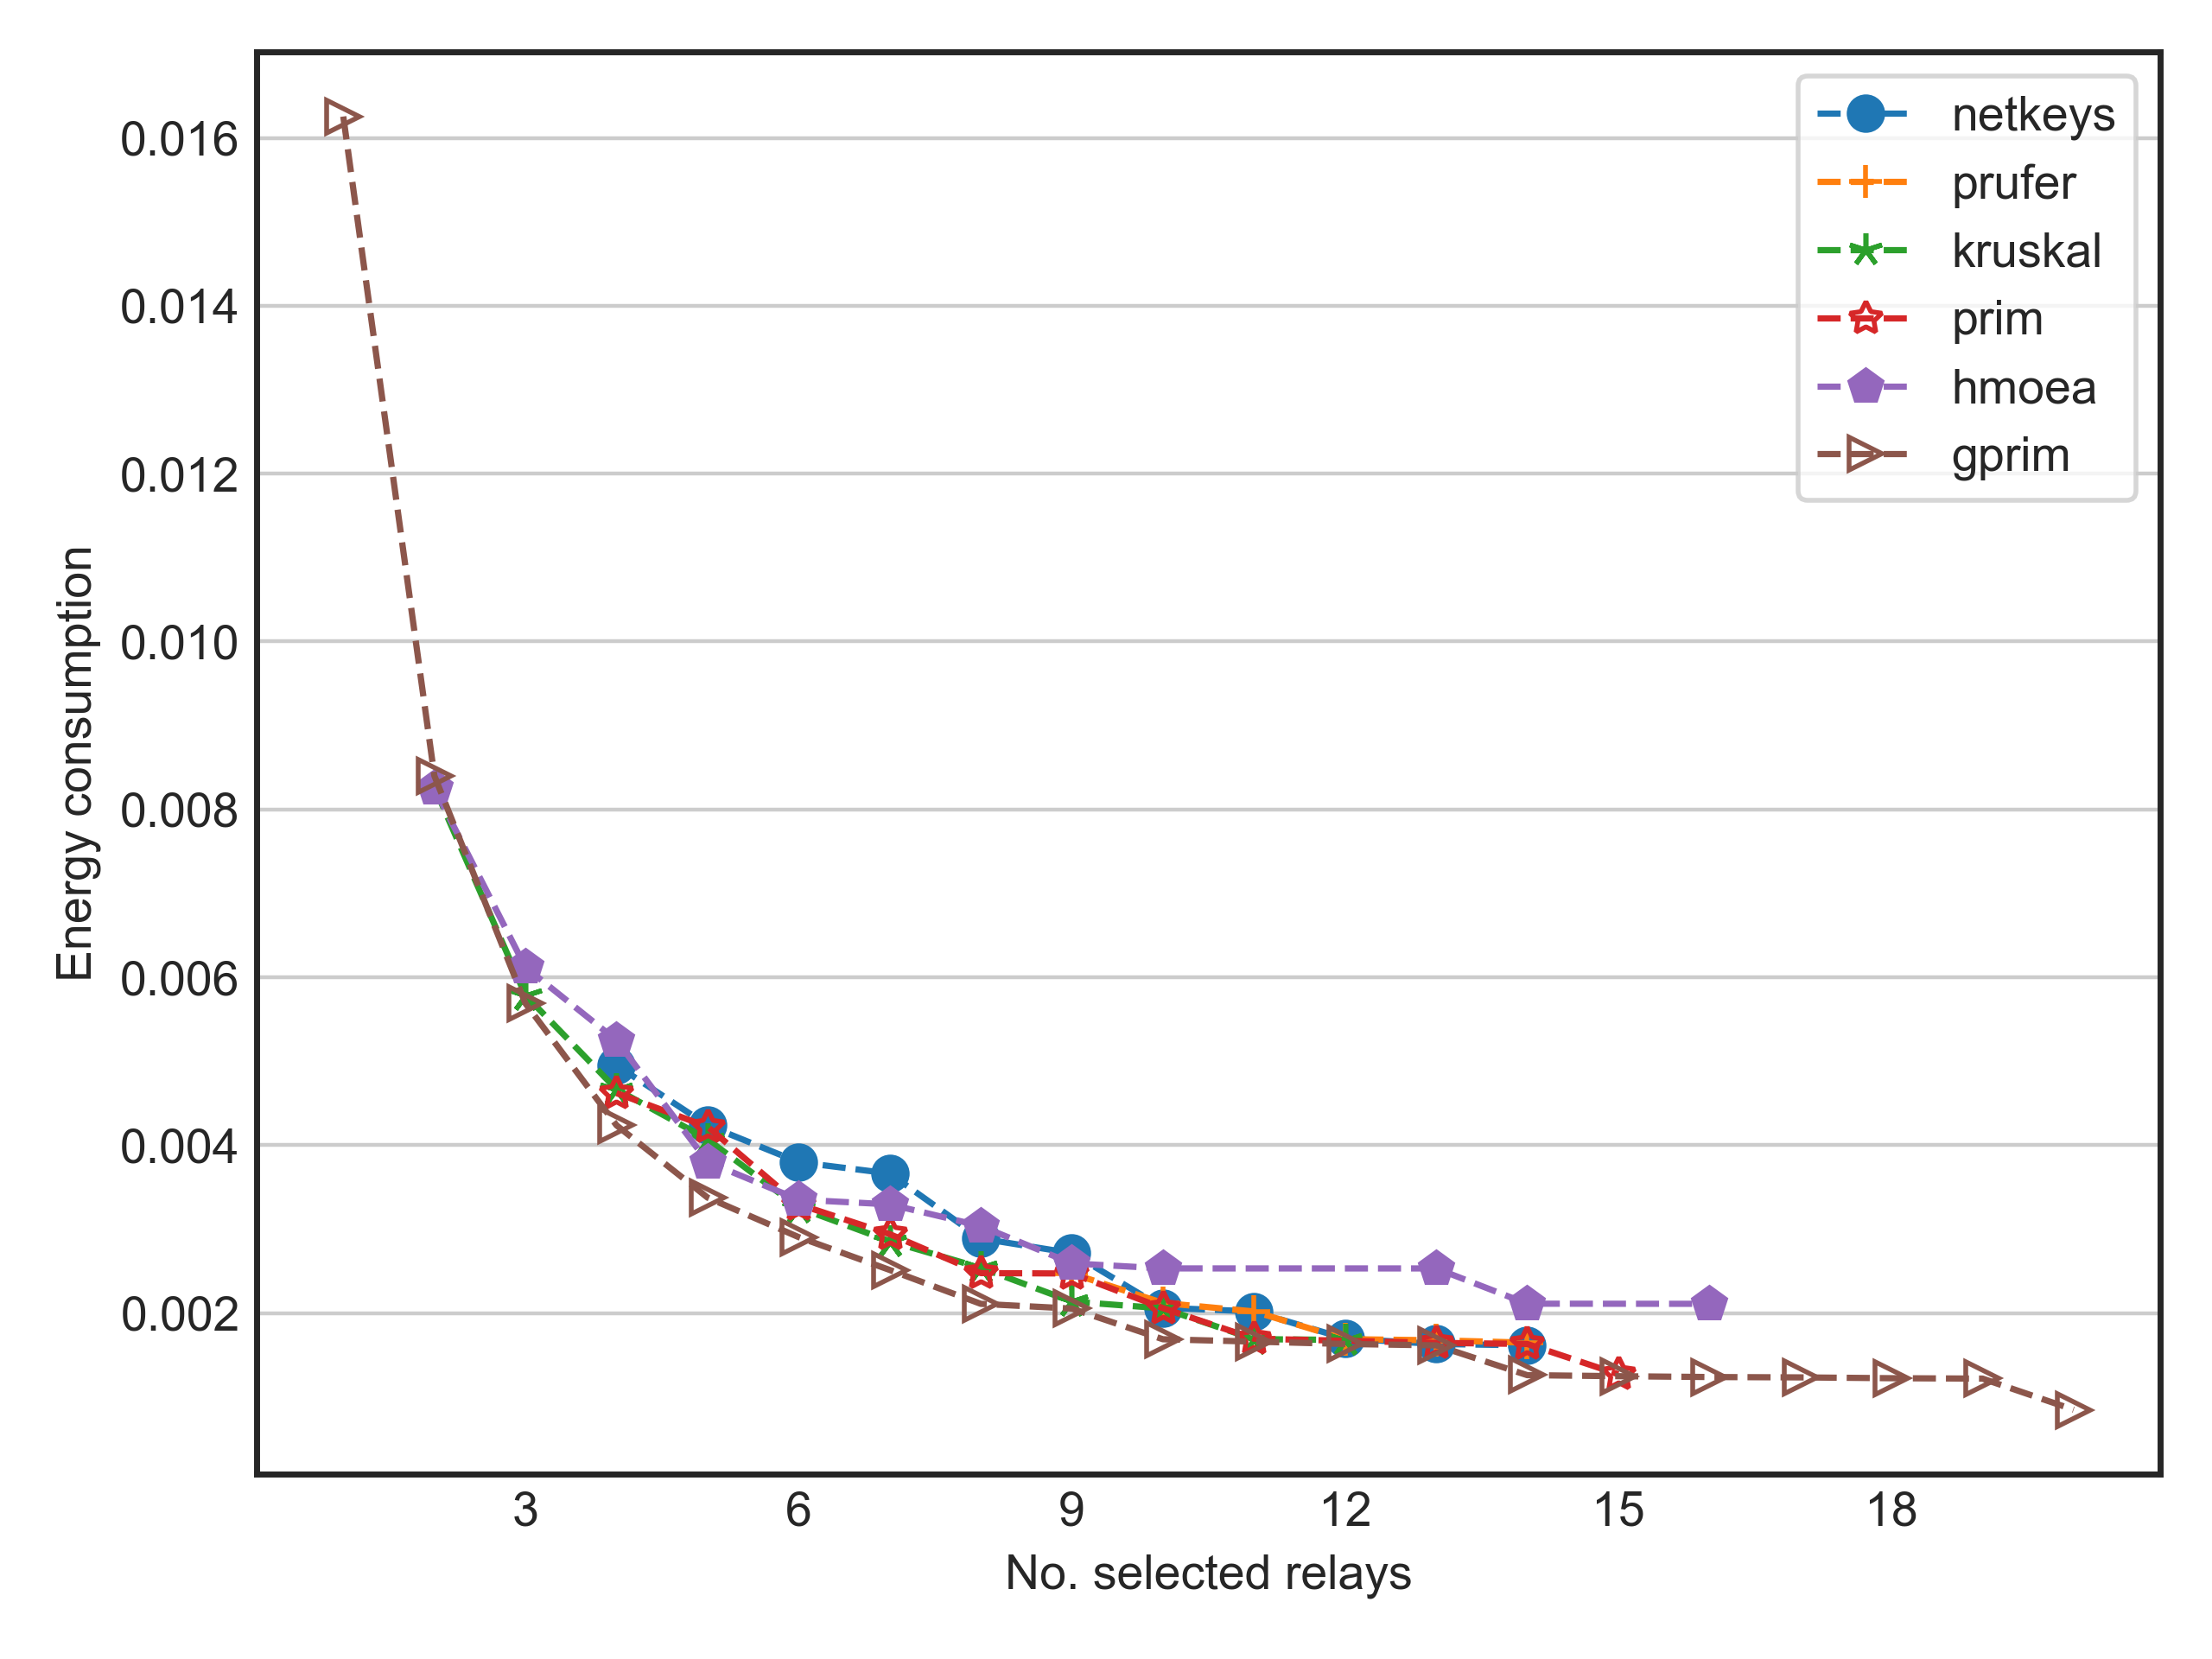 netkeys
prufer
kruskal
prim
hmoea
gprim
0.016
0.014
0.012
0.010
0.008
0.006
0.004
0.002
Energy consumption
3 6 9 12 15 18
No. selected relays